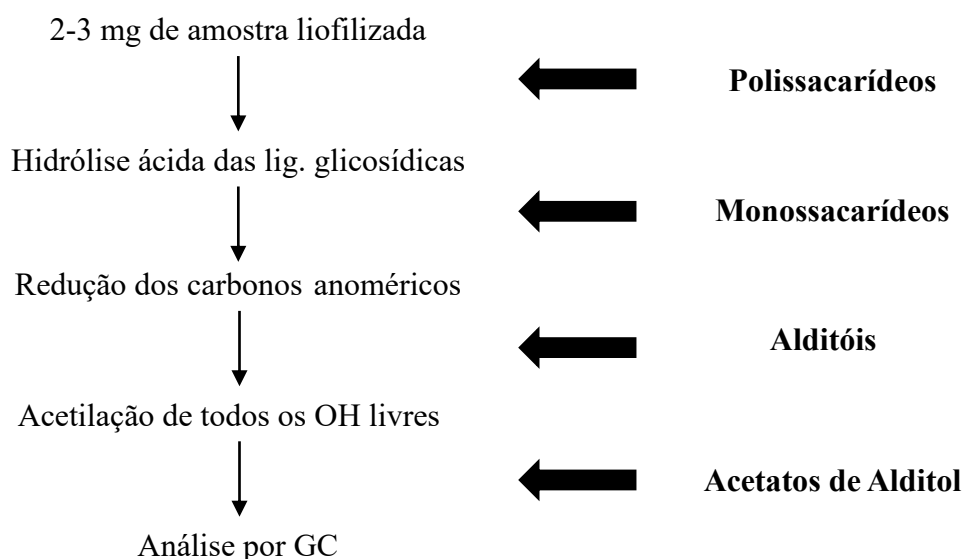 2-3 mg de amostra liofilizada
Polissacarídeos
Hidrólise ácida das lig. glicosídicas
Monossacarídeos
Redução dos carbonos anoméricos
Alditóis
Acetilação de todos os OH livres
Acetatos de Alditol
Análise por GC